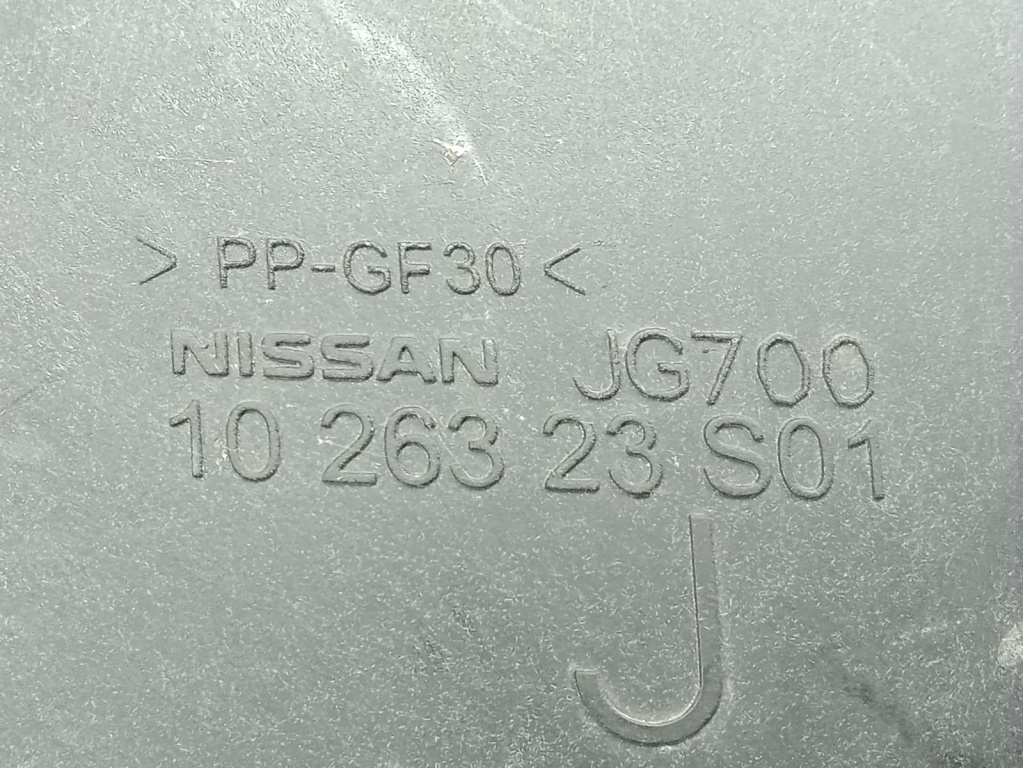 > PP-GF30 <
NISSAN JG700
10 263 23 S01
J